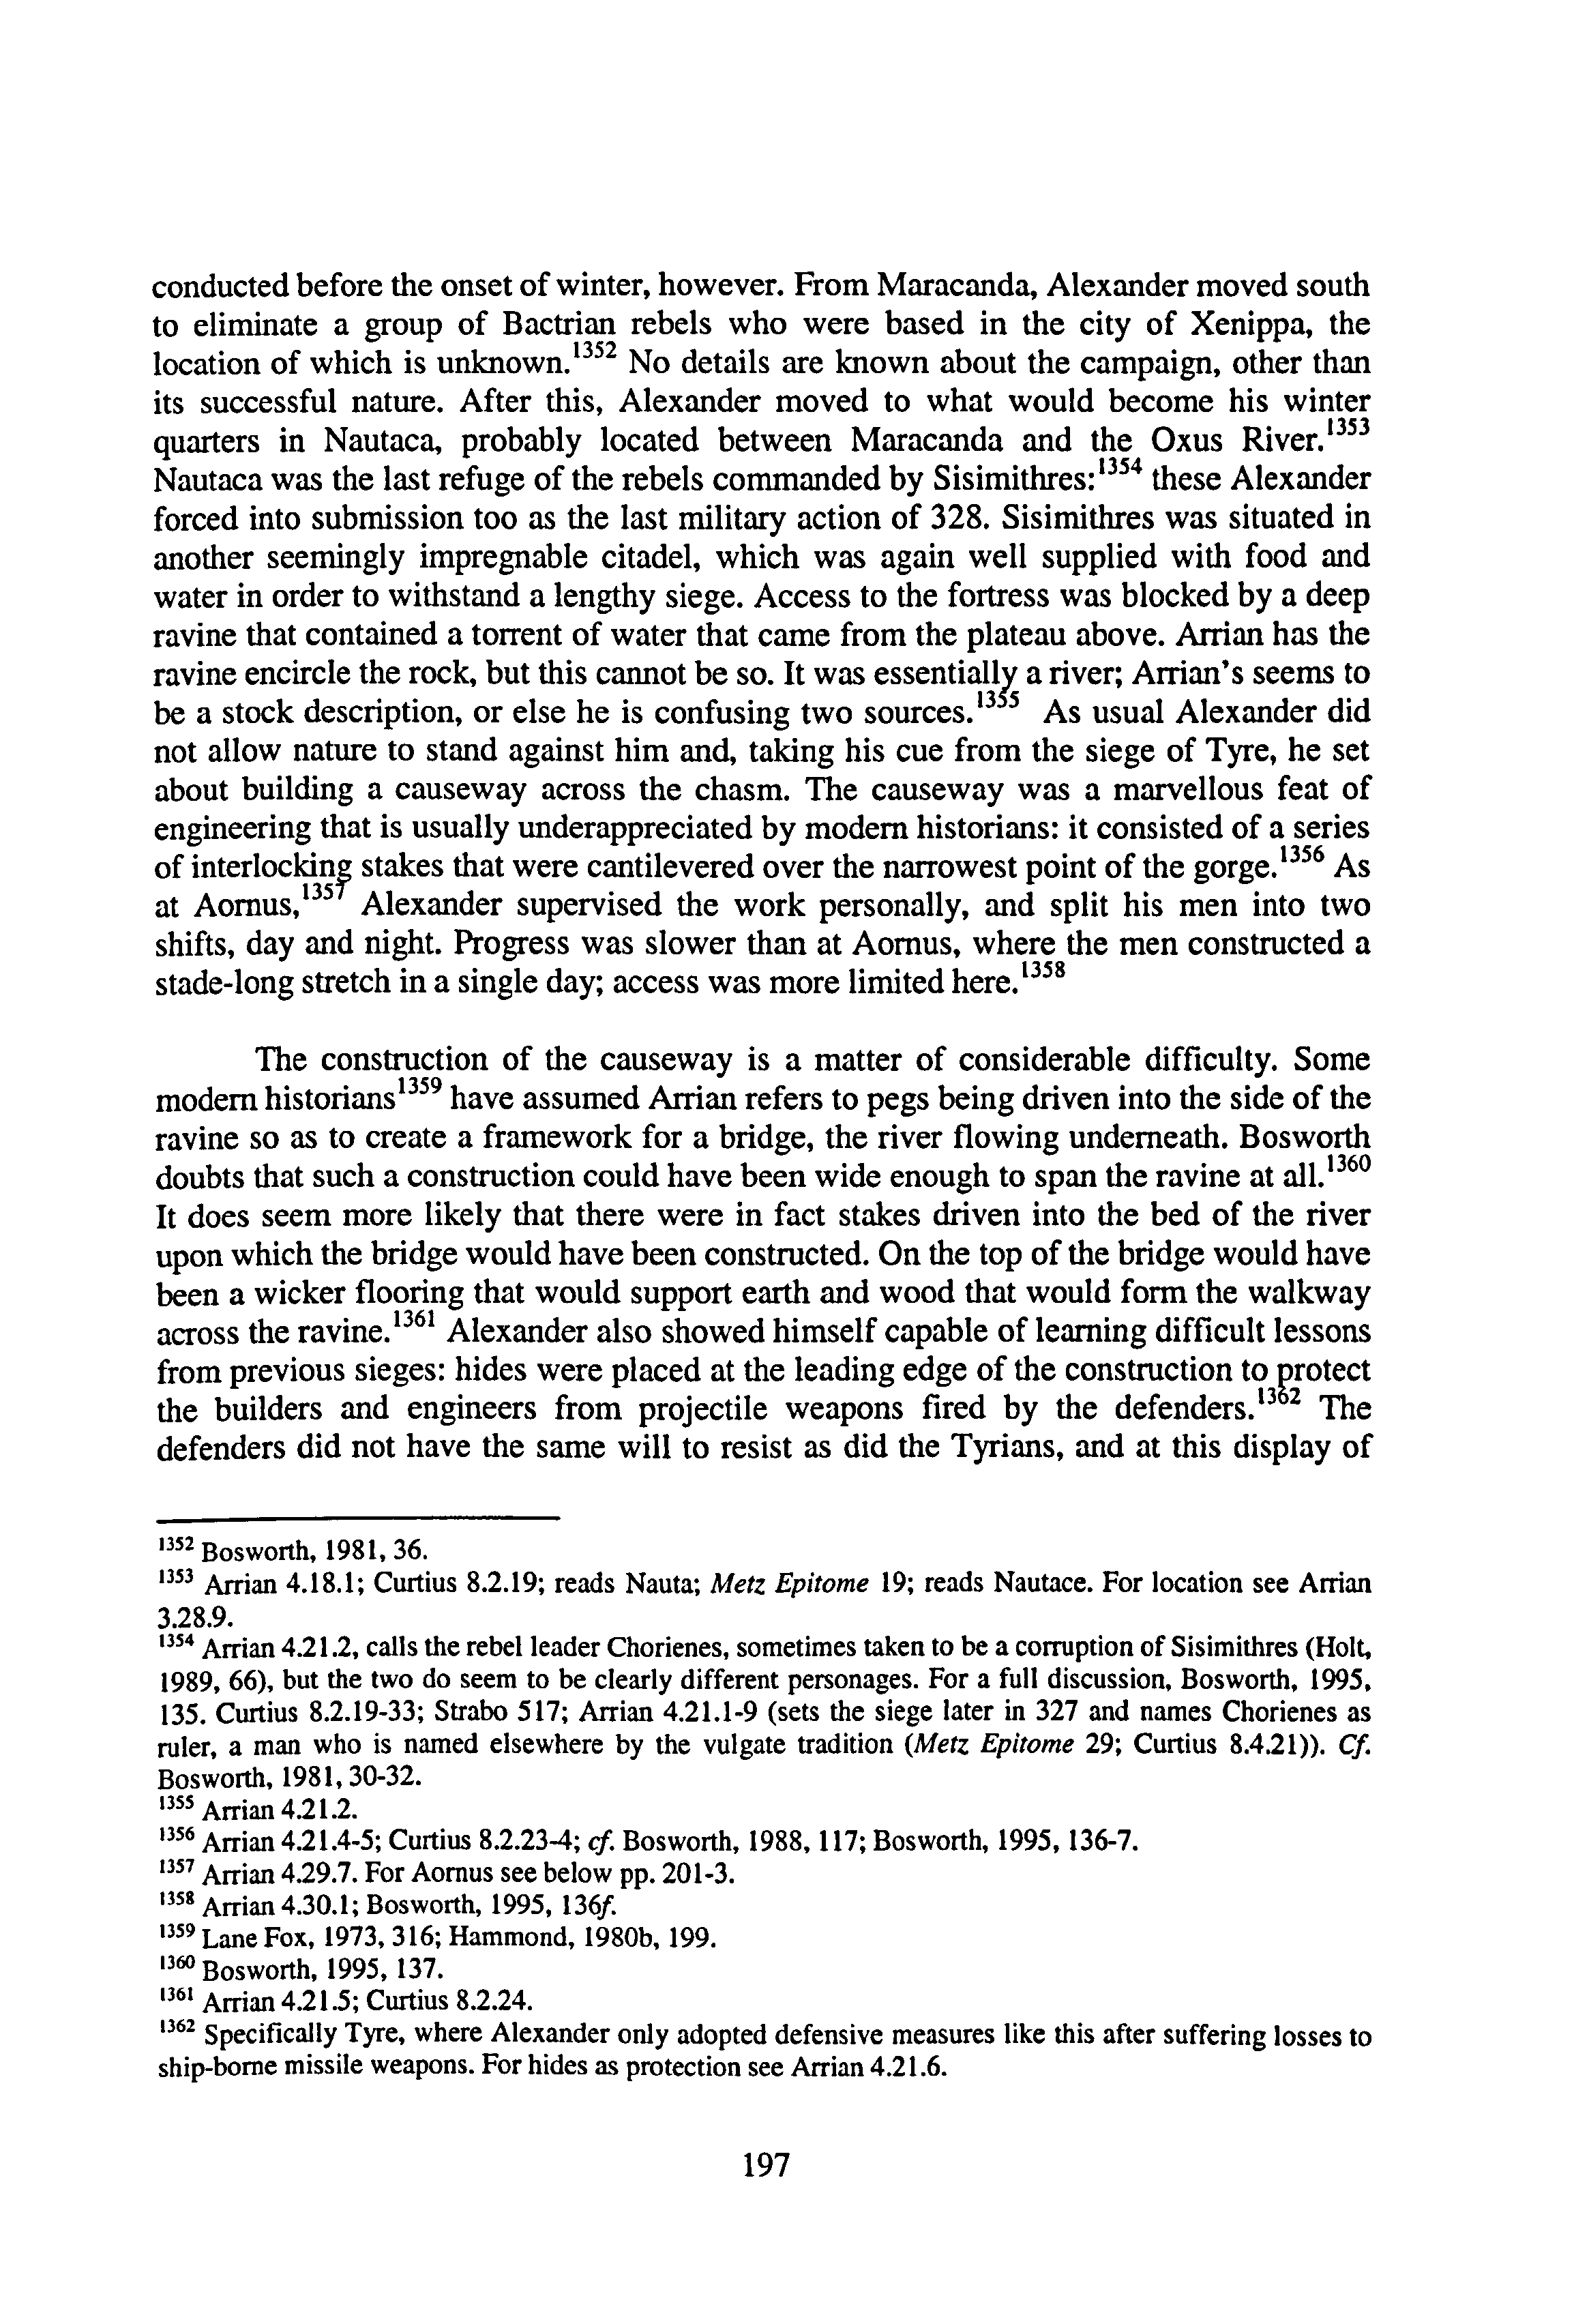 conducted before the onset of winter, however. From Maracanda, Alexander moved south
to eliminate a group of Bactrian rebels who were based in the city of Xenippa, the
location of which is unknown.1352 No details are known about the campaign, other than
its successful nature. After this, Alexander moved to what would become his winter
quarters in Nautaca, probably located between Maracanda and the Oxus River.1353
Nautaca was the last refuge of the rebels commanded by Sisimithres:1354 these Alexander
forced into submission too as the last military action of 328. Sisimithres was situated in
another seemingly impregnable citadel, which was again well supplied with food and
water in order to withstand a lengthy siege. Access to the fortress was blocked by a deep
ravine that contained a torrent of water that came from the plateau above. Arrian has the
ravine encircle the rock, but this cannot be so. It was essentially a river; Arrian's seems to
be a stock description, or else he is confusing two sources.1355 As usual Alexander did
not allow nature to stand against him and, taking his cue from the siege of Tyre, he set
about building a causeway across the chasm. The causeway was a marvellous feat of
engineering that is usually underappreciated by modern historians: it consisted of a series
of interlocking stakes that were cantilevered over the narrowest point of the gorge.1356 As
at Aornus,1357 Alexander supervised the work personally, and split his men into two
shifts, day and night. Progress was slower than at Aornus, where the men constructed a
stade-long stretch in a single day; access was more limited here.1358
The construction of the causeway is a matter of considerable difficulty. Some
modern historians1359 have assumed Arrian refers to pegs being driven into the side of the
ravine so as to create a framework for a bridge, the river flowing underneath. Bosworth
doubts that such a construction could have been wide enough to span the ravine at all.1360
It does seem more likely that there were in fact stakes driven into the bed of the river
upon which the bridge would have been constructed. On the top of the bridge would have
been a wicker flooring that would support earth and wood that would form the walkway
across the ravine.1361 Alexander also showed himself capable of learning difficult lessons
from previous sieges: hides were placed at the leading edge of the construction to protect
the builders and engineers from projectile weapons fired by the defenders.1362 The
defenders did not have the same will to resist as did the Tyrians, and at this display of
1352 Bosworth, 1981, 36.
1353 Arrian 4.18.1; Curtius 8.2.19; reads Nauta; Metz Epitome 19; reads Nautace. For location see Arrian
3.28.9.
1354 Arrian 4.21.2, calls the rebel leader Chorienes, sometimes taken to be a corruption of Sisimithres (Holt,
1989, 66), but the two do seem to be clearly different personages. For a full discussion, Bosworth, 1995,
135. Curtius 8.2.19-33; Strabo 517; Arrian 4.21.1-9 (sets the siege later in 327 and names Chorienes as
ruler, a man who is named elsewhere by the vulgate tradition (Metz Epitome 29; Curtius 8.4.21)). Cf.
Bosworth, 1981, 30-32.
1355 Arrian 4.21.2.
1356 Arrian 4.21.4-5; Curtius 8.2.23-4; cf. Bosworth, 1988, 117; Bosworth, 1995, 136-7.
1357 Arrian 4.29.7. For Aornus see below pp. 201-3.
1358 Arrian 4.30.1; Bosworth, 1995, 136f.
1359 Lane Fox, 1973, 316; Hammond, 1980b, 199.
1360 Bosworth, 1995, 137.
1361 Arrian 4.21.5; Curtius 8.2.24.
1362 Specifically Tyre, where Alexander only adopted defensive measures like this after suffering losses to
ship-borne missile weapons. For hides as protection see Arrian 4.21.6.
197